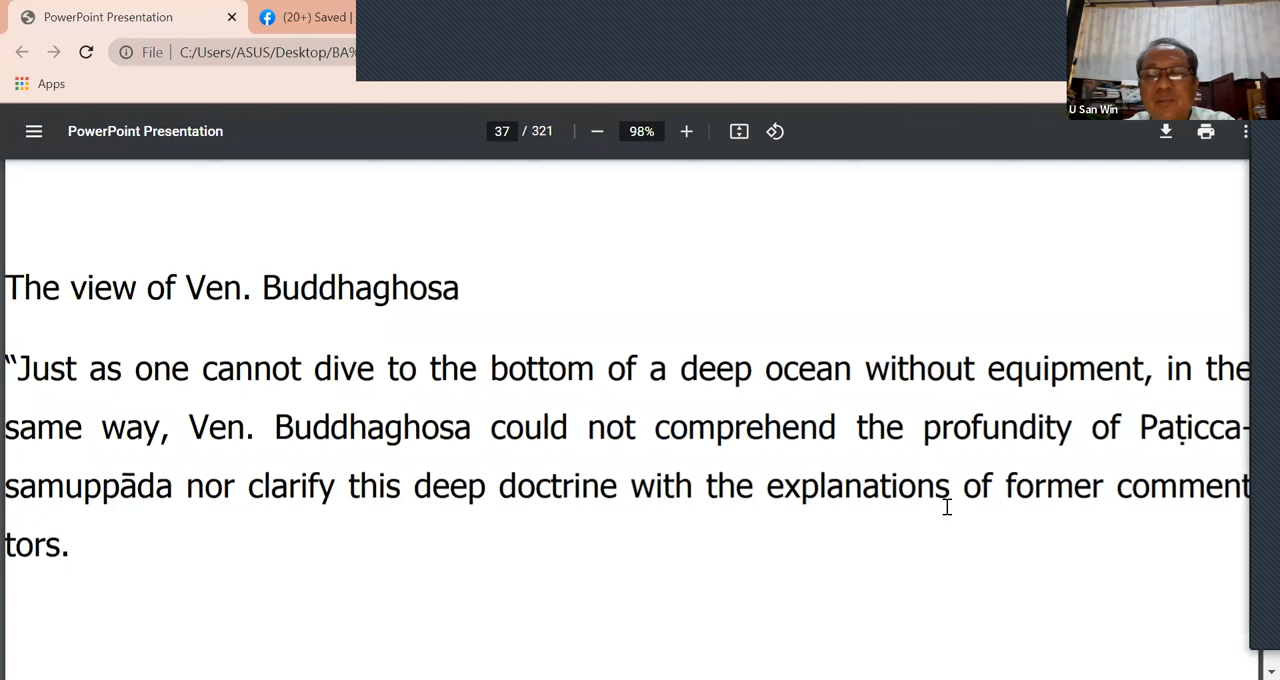 PowerPoint Presentation
(20+) Saved |
File | C:/Users/ASUS/Desktop/BA%
Apps
U San Win
PowerPoint Presentation
37 / 321
98%
The view of Ven. Buddhaghosa
“Just as one cannot dive to the bottom of a deep ocean without equipment, in the
same way, Ven. Buddhaghosa could not comprehend the profundity of Paṭicca-
samuppāda nor clarify this deep doctrine with the explanations of former comment
tors.